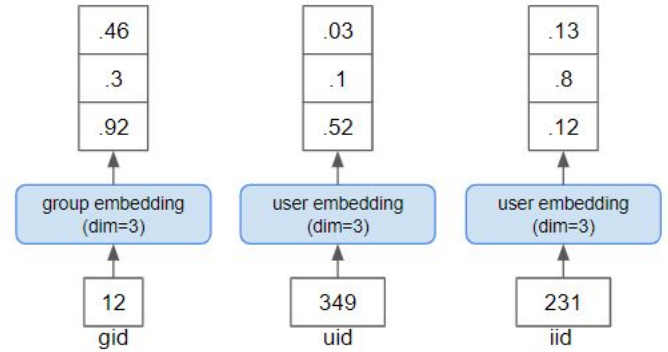 .46 .03 .13
.3 .1 .8
.92 .52 .12
group embedding user embedding user embedding
(dim=3) (dim=3) (dim=3)
12 349 231
gid uid iid